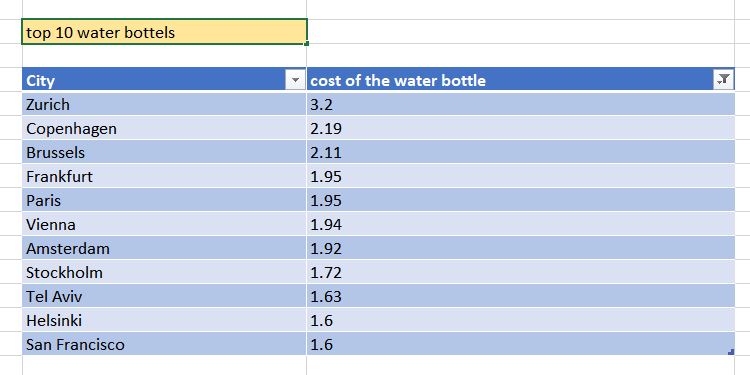 top 10 water bottels
City cost of the water bottle
Zurich 3.2
Copenhagen 2.19
Brussels 2.11
Frankfurt 1.95
Paris 1.95
Vienna 1.94
Amsterdam 1.92
Stockholm 1.72
Tel Aviv 1.63
Helsinki 1.6
San Francisco 1.6